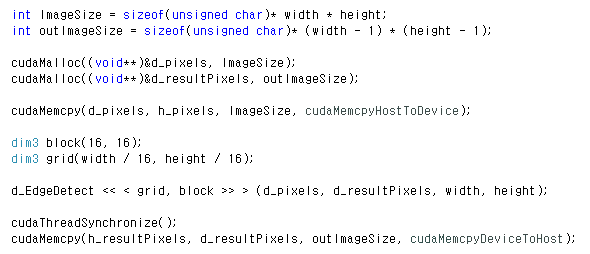 int ImageSize = sizeof(unsigned char)* width * height;
int outImageSize = sizeof(unsigned char)* (width - 1) * (height - 1);
cudaMalloc((void**)&d_pixels, ImageSize);
cudaMalloc((void**)&d_resultPixels, outImageSize);
cudaMemcpy(d_pixels, h_pixels, ImageSize, cudaMemcpyHostToDevice);
dim3 block(16, 16);
dim3 grid(width / 16, height / 16);
d_EdgeDetect << < grid, block >> > (d_pixels, d_resultPixels, width, height);
cudaThreadSynchronize();
cudaMemcpy(h_resultPixels, d_resultPixels, outImageSize, cudaMemcpyDeviceToHost);